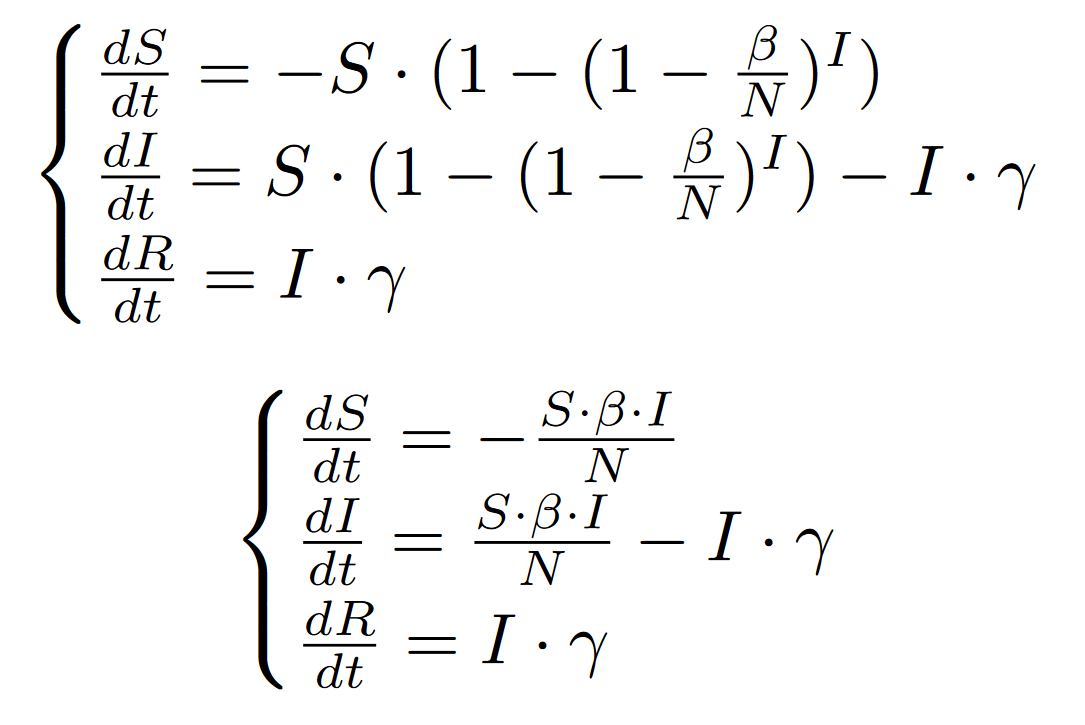 dS/dt = −S · (1 − (1 − β/N)^I)
dI/dt = S · (1 − (1 − β/N)^I) − I · γ
dR/dt = I · γ
dS/dt = −S·β·I/N
dI/dt = S·β·I/N − I · γ
dR/dt = I · γ